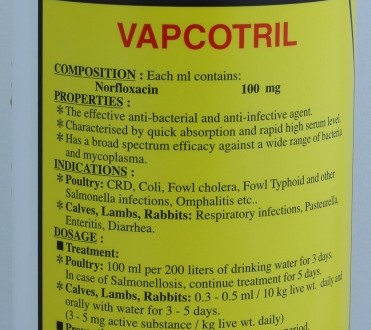 VAPCOTRIL
COMPOSITION : Each ml contains:
Norfloxacin 100 mg
PROPERTIES :
*The effective anti-bacterial and anti-infective agent.
*Characterised by quick absorption and rapid high serum level.
*Has a broad spectrum efficacy against a wide range of bacteria
and mycoplasma.
INDICATIONS :
*Poultry: CRD, Coli, Fowl cholera, Fowl Typhoid and other
Salmonella infections, Omphalitis etc..
*Calves, Lambs, Rabbits: Respiratory infections, Pasteurella,
Enteritis, Diarrhea.
DOSAGE :
■ Treatment:
*Poultry: 100 ml per 200 liters of drinking water for 3 days.
In case of Salmonellosis, continue treatment for 5 days.
*Calves, Lambs, Rabbits: 0.3 - 0.5 ml / 10 kg live wt. daily and
orally with water for 3 - 5 days.
(3 - 5 mg active substance / kg live wt. daily)
period.